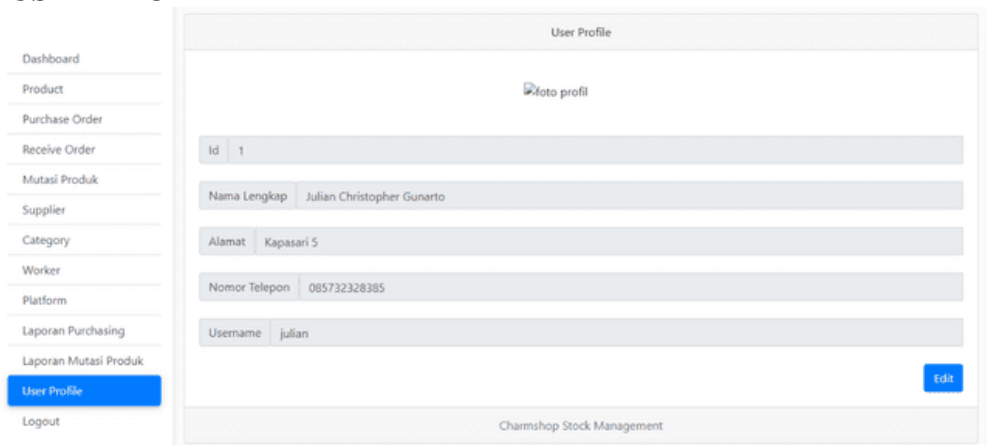 User Profile
Dashboard
Product
Purchase Order
Receive Order
Mutasi Produk
Supplier
Category
Worker
Platform
Laporan Purchasing
Laporan Mutasi Produk
User Profile
Logout
foto profil
Id 1
Nama Lengkap Julian Christopher Gunarto
Alamat Kapasari 5
Nomor Telepon 085732328385
Username julian
Edit
Charmshop Stock Management